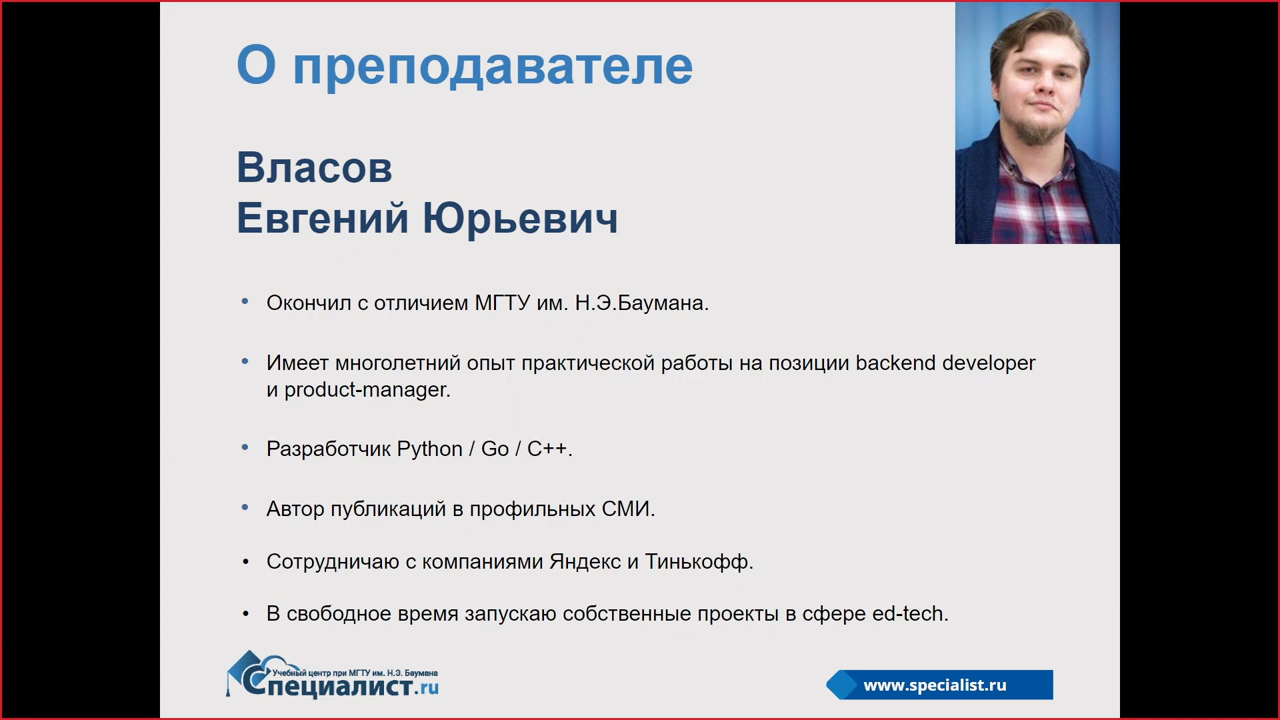 О преподавателе
Власов
Евгений Юрьевич
• Окончил с отличием МГТУ им. Н.Э.Баумана.
• Имеет многолетний опыт практической работы на позиции backend developer
и product-manager.
• Разработчик Python / Go / C++.
• Автор публикаций в профильных СМИ.
• Сотрудничаю с компаниями Яндекс и Тинькофф.
• В свободное время запускаю собственные проекты в сфере ed-tech.
Учебный центр при МГТУ им. Н.Э. Баумана
Специалист.ru
www.specialist.ru